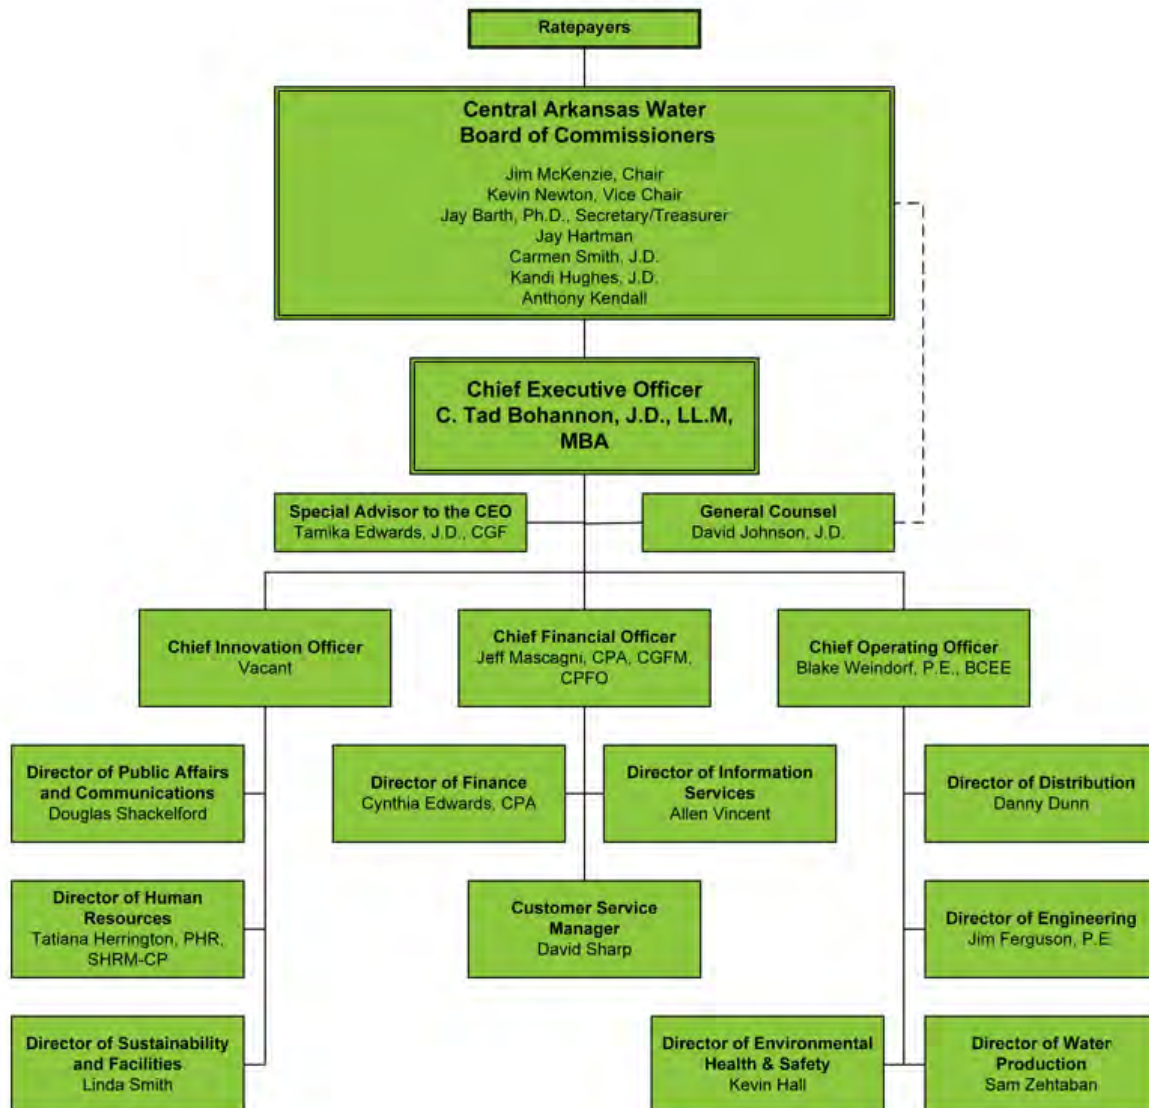 Ratepayers
Central Arkansas Water
Board of Commissioners
Jim McKenzie, Chair
Kevin Newton, Vice Chair
Jay Barth, Ph.D., Secretary/Treasurer
Jay Hartman
Carmen Smith, J.D.
Kandi Hughes, J.D.
Anthony Kendall
Chief Executive Officer
C. Tad Bohannon, J.D., LL.M,
MBA
Special Advisor to the CEO
Tamika Edwards, J.D., CGF
General Counsel
David Johnson, J.D.
Chief Innovation Officer
Vacant
Chief Financial Officer
Jeff Mascagni, CPA, CGFM,
CPFO
Chief Operating Officer
Blake Weindorf, P.E., BCEE
Director of Public Affairs
and Communications
Douglas Shackelford
Director of Finance
Cynthia Edwards, CPA
Director of Information
Services
Allen Vincent
Director of Distribution
Danny Dunn
Director of Human
Resources
Tatiana Herrington, PHR,
SHRM-CP
Customer Service
Manager
David Sharp
Director of Engineering
Jim Ferguson, P.E
Director of Sustainability
and Facilities
Linda Smith
Director of Environmental
Health & Safety
Kevin Hall
Director of Water
Production
Sam Zehtaban